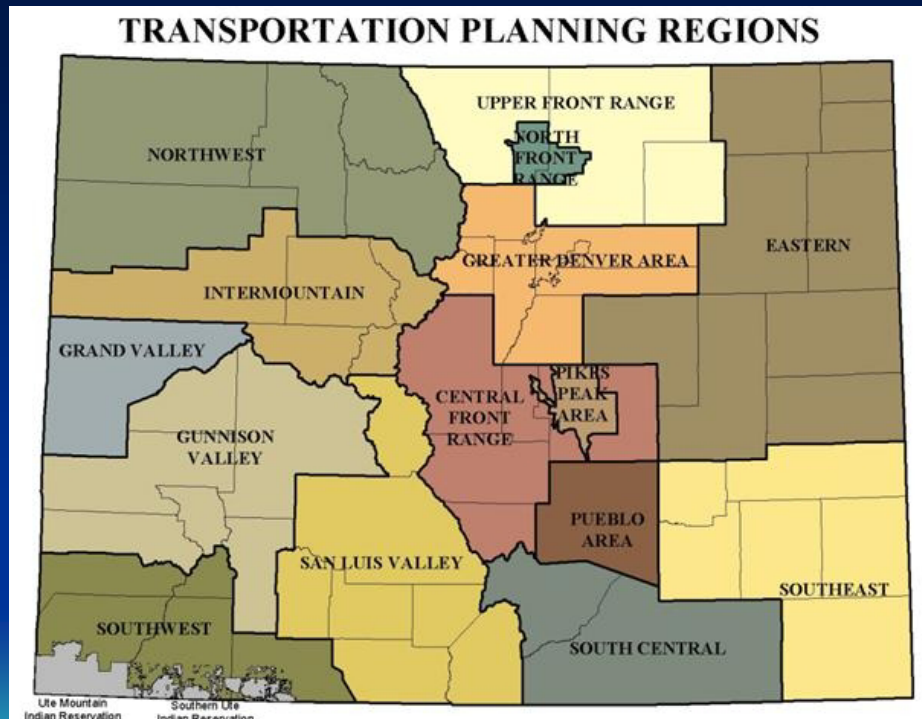 TRANSPORTATION PLANNING REGIONS
UPPER FRONT RANGE
NORTH
FRONT
RANGE
NORTHWEST
EASTERN
GREATER DENVER AREA
INTERMOUNTAIN
GRAND VALLEY
PIKES
PEAK
AREA
CENTRAL
FRONT
RANGE
GUNNISON
VALLEY
PUEBLO
AREA
SAN LUIS VALLEY
SOUTHEAST
SOUTHWEST
SOUTH CENTRAL
Ute Mountain
Indian Reservation
Southern Ute
Indian Reservation